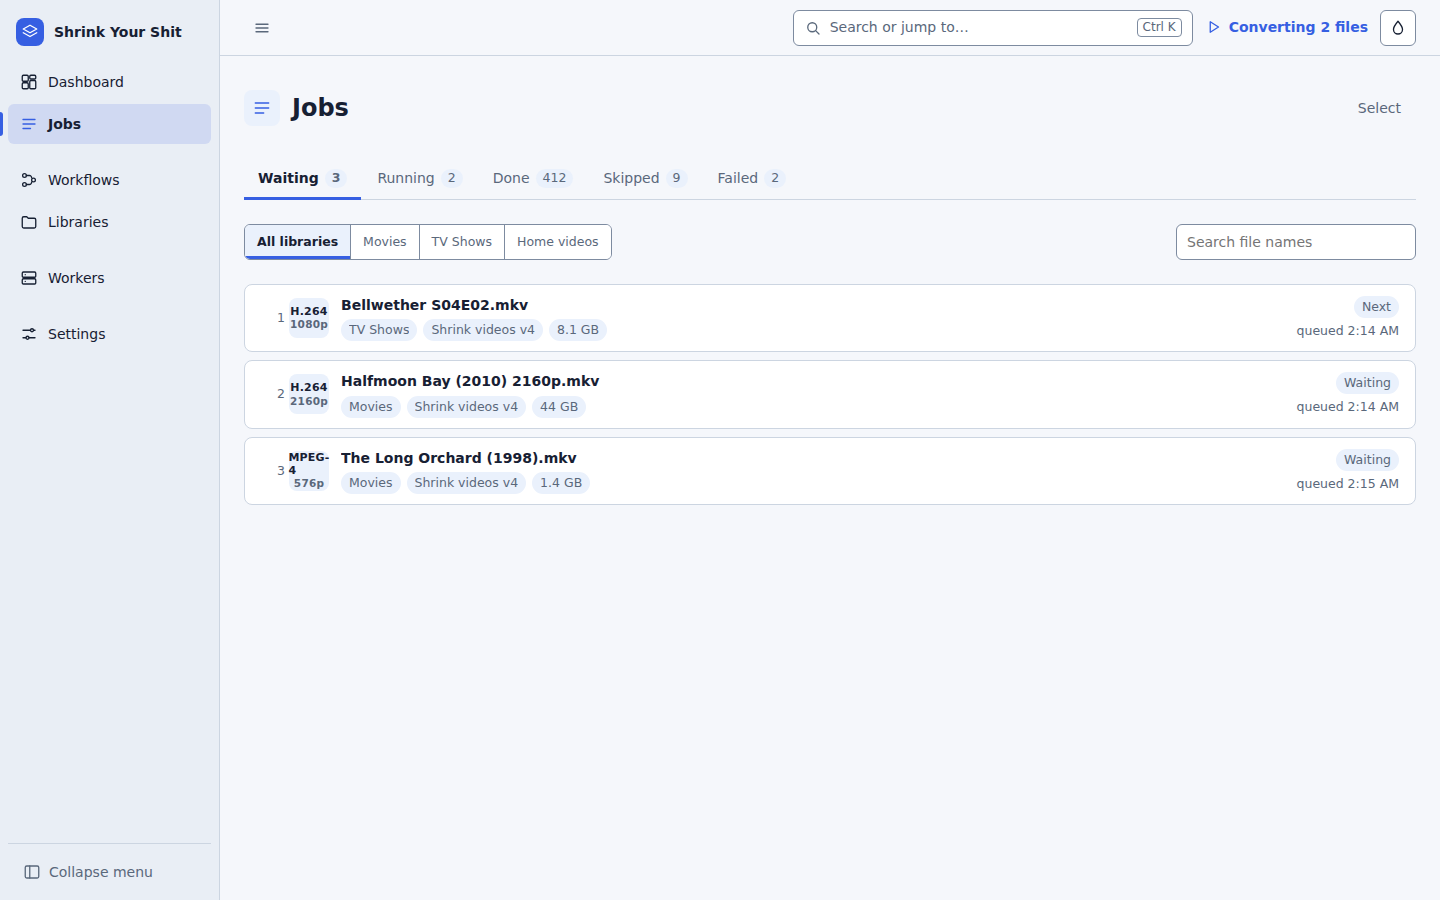 Shrink Your Shit
Search or jump to…
Ctrl K
Converting 2 files
Dashboard
Jobs
Workflows
Libraries
Workers
Settings
Collapse menu
Jobs
Select
Waiting 3
Running 2
Done 412
Skipped 9
Failed 2
All libraries
Movies
TV Shows
Home videos
Search file names
1
H.264
1080p
Bellwether S04E02.mkv
TV Shows
Shrink videos v4
8.1 GB
Next
queued 2:14 AM
2
H.264
2160p
Halfmoon Bay (2010) 2160p.mkv
Movies
Shrink videos v4
44 GB
Waiting
queued 2:14 AM
3
MPEG-
4
576p
The Long Orchard (1998).mkv
Movies
Shrink videos v4
1.4 GB
Waiting
queued 2:15 AM